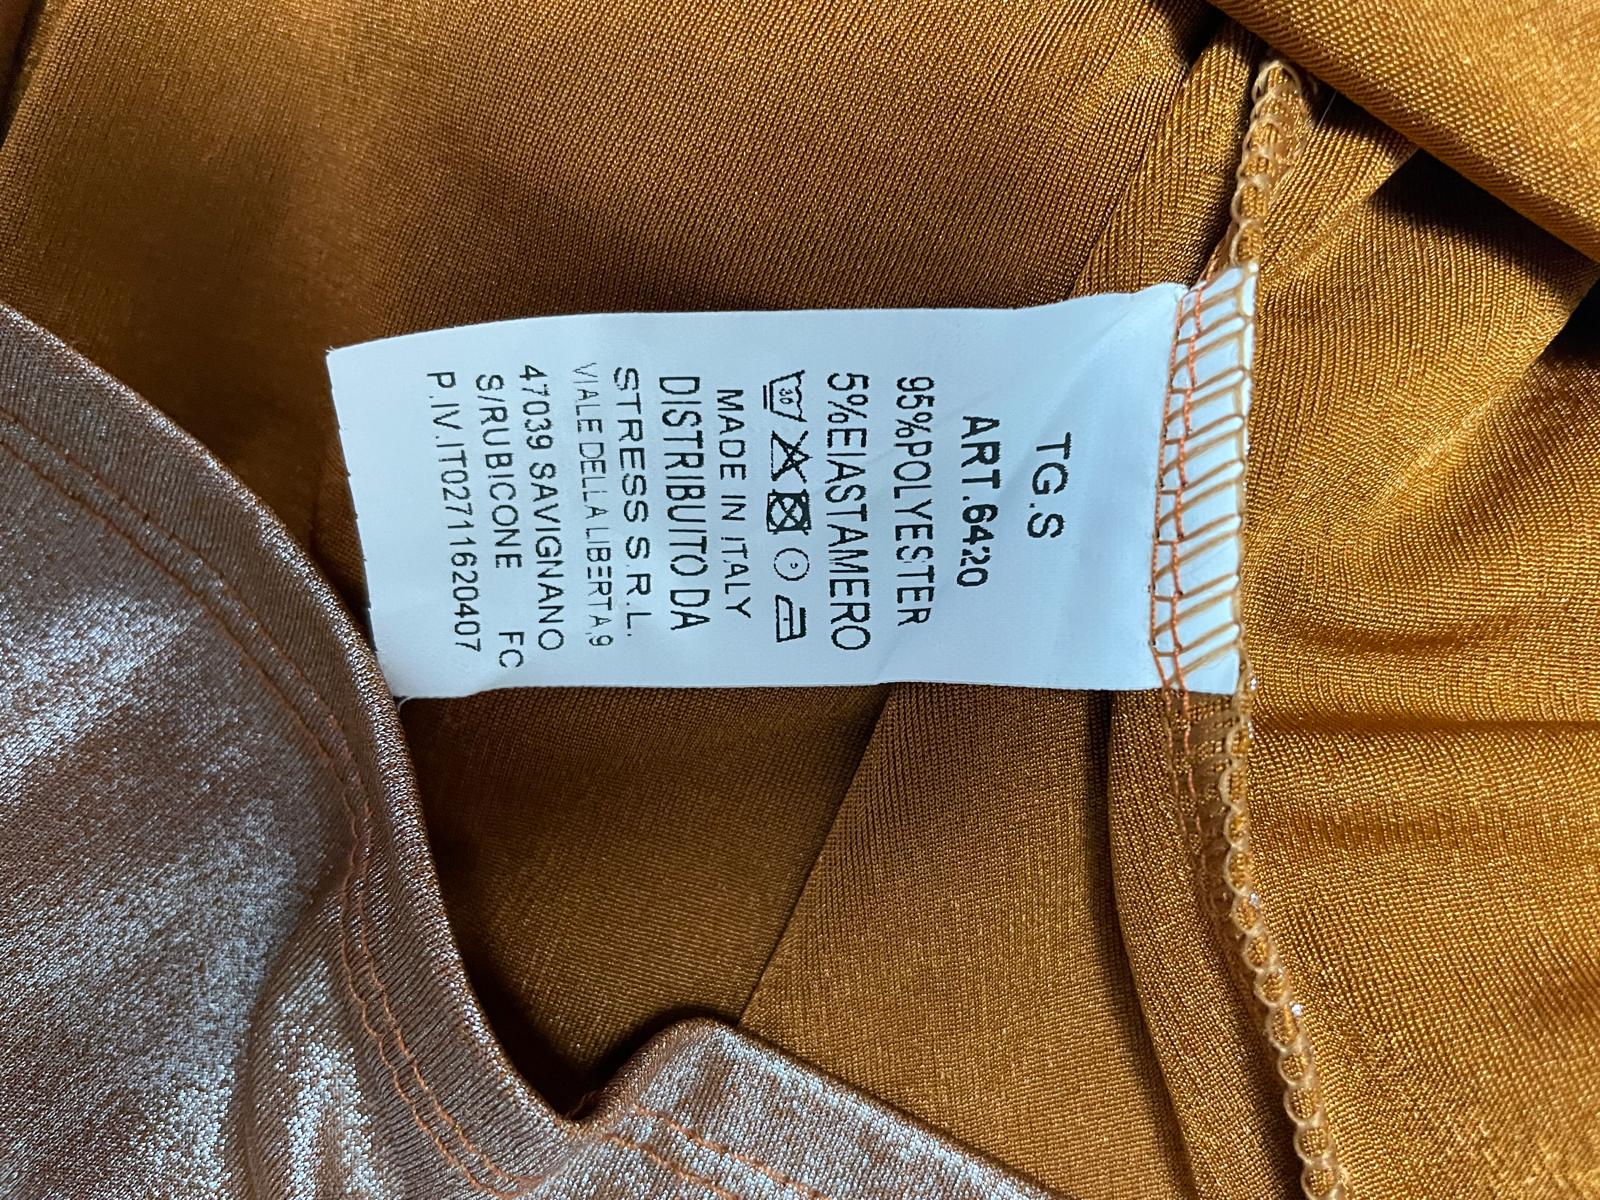 TG.S
ART.6420
95%POLYESTER
5%EIASTAMERO
30
MADE IN ITALY
DISTRIBUITO DA
STRESS S.R.L.
VIALE DELLA LIBERTA,9
47039 SAVIGNANO
S/RUBICONE FC
P.IV.IT02711620407